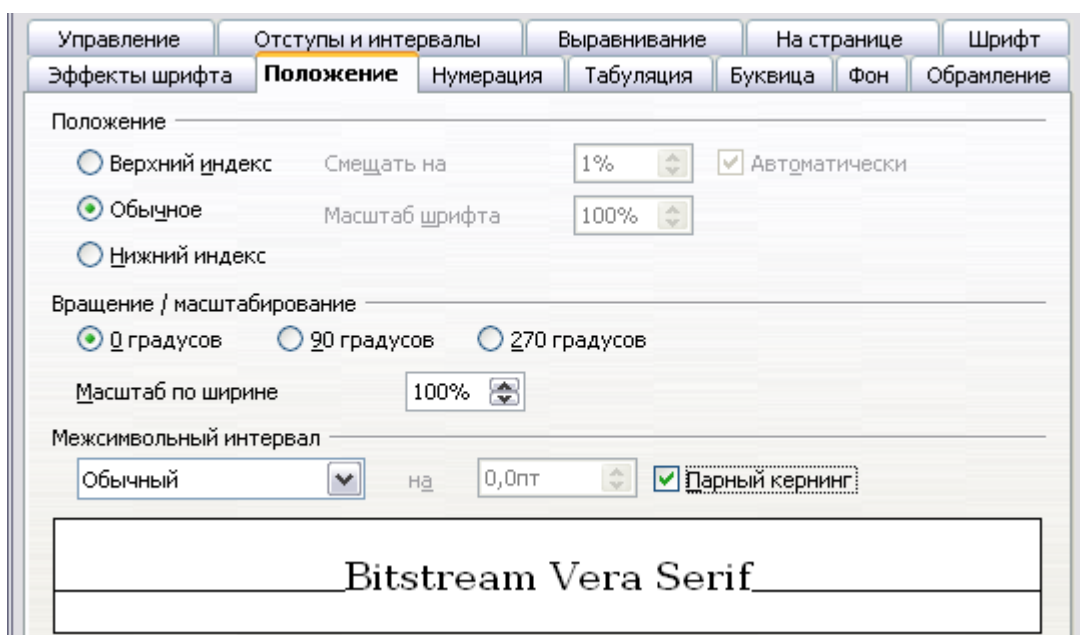 Управление Отступы и интервалы Выравнивание На странице Шрифт
Эффекты шрифта Положение Нумерация Табуляция Буквица Фон Обрамление
Положение
Верхний индекс Смещать на 1% Автоматически
Обычное Масштаб шрифта 100%
Нижний индекс
Вращение / масштабирование
0 градусов 90 градусов 270 градусов
Масштаб по ширине 100%
Межсимвольный интервал
Обычный на 0,0пт Парный кернинг
Bitstream Vera Serif